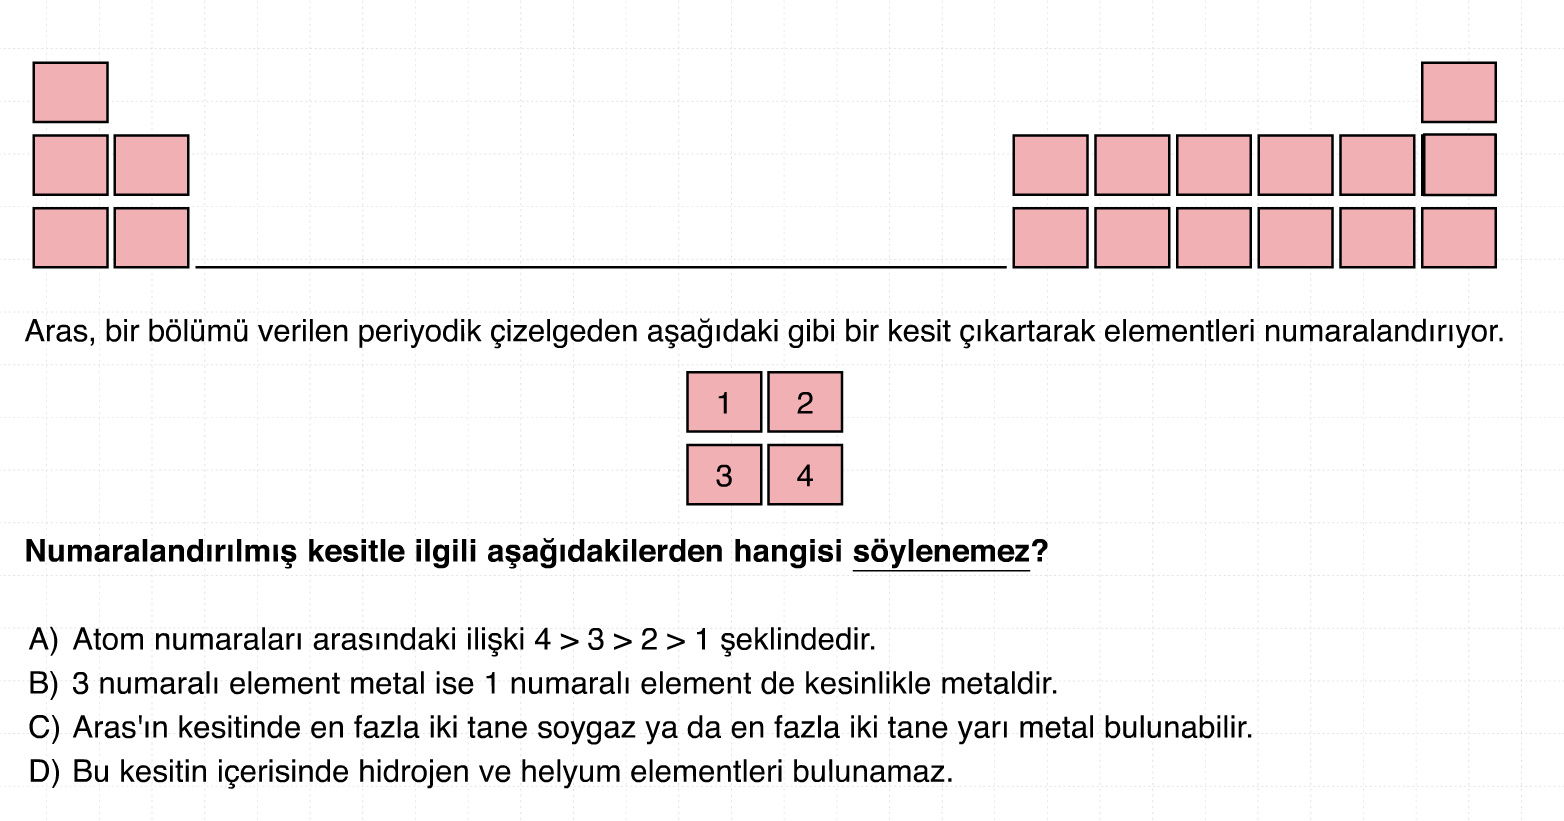 Aras, bir bölümü verilen periyodik çizelgeden aşağıdaki gibi bir kesit çıkartarak elementleri numaralandırıyor.
1 2
3 4
Numaralandırılmış kesitle ilgili aşağıdakilerden hangisi söylenemez?
A) Atom numaraları arasındaki ilişki 4 > 3 > 2 > 1 şeklindedir.
B) 3 numaralı element metal ise 1 numaralı element de kesinlikle metaldir.
C) Aras'ın kesitinde en fazla iki tane soygaz ya da en fazla iki tane yarı metal bulunabilir.
D) Bu kesitin içerisinde hidrojen ve helyum elementleri bulunamaz.